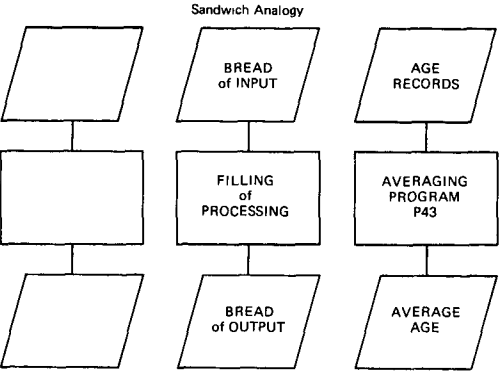 Sandwich Analogy
BREAD
of INPUT
AGE
RECORDS
FILLING
of
PROCESSING
AVERAGING
PROGRAM
P43
BREAD
of OUTPUT
AVERAGE
AGE